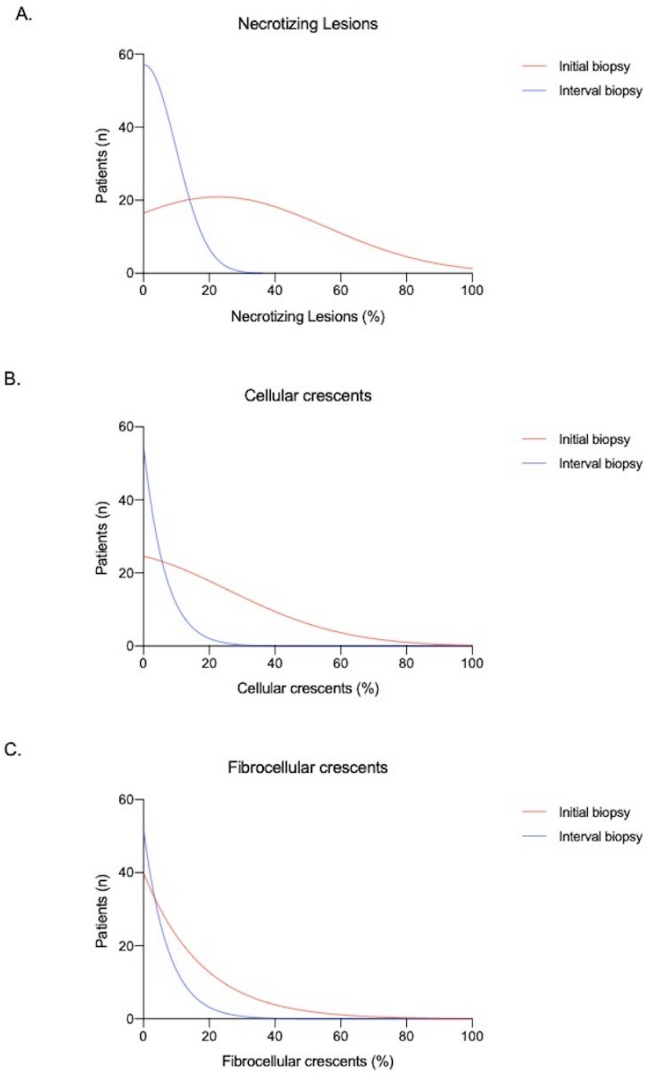 A.
Necrotizing Lesions
60
40
20
0
Patients (n)
0 20 40 60 80 100
Necrotizing Lesions (%)
Initial biopsy
Interval biopsy
B.
Cellular crescents
60
40
20
0
Patients (n)
0 20 40 60 80 100
Cellular crescents (%)
Initial biopsy
Interval biopsy
C.
Fibrocellular crescents
60
40
20
0
Patients (n)
0 20 40 60 80 100
Fibrocellular crescents (%)
Initial biopsy
Interval biopsy